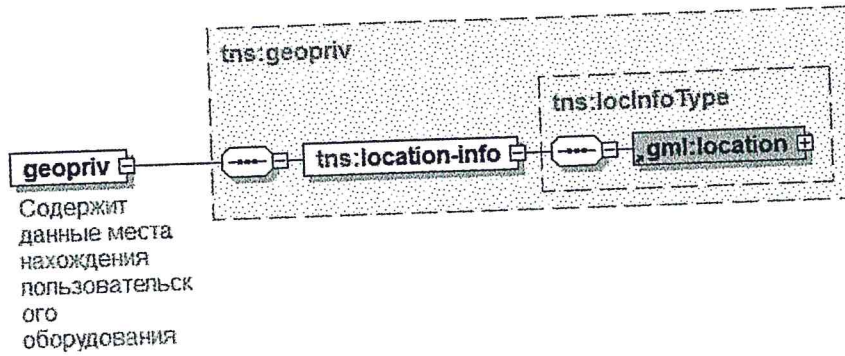 tns:geopriv
tns:locInfoType
geopriv
tns:location-info
gml:location
Содержит
данные места
нахождения
пользовательск
ого
оборудования